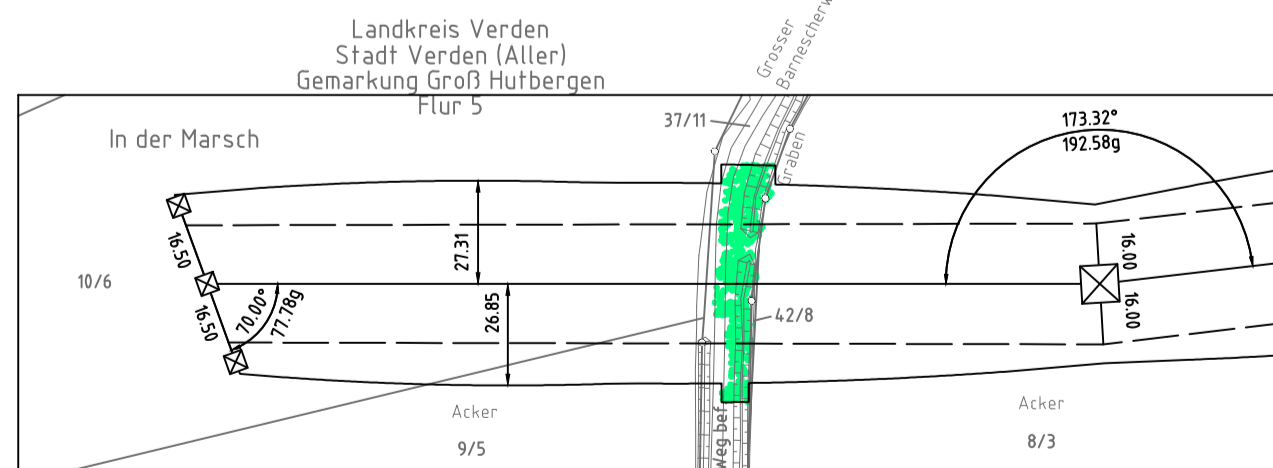 Landkreis Verden
Stadt Verden (Aller)
Gemarkung Groß Hutbergen
Flur 5
Grosser
In der Marsch
37/11
Graben
173.32°
192.58g
10/6
16.50
16.50
70.00°
77.78g
27.31
26.85
42/8
16.00
16.00
Acker
9/5
Weg bef
Acker
8/3